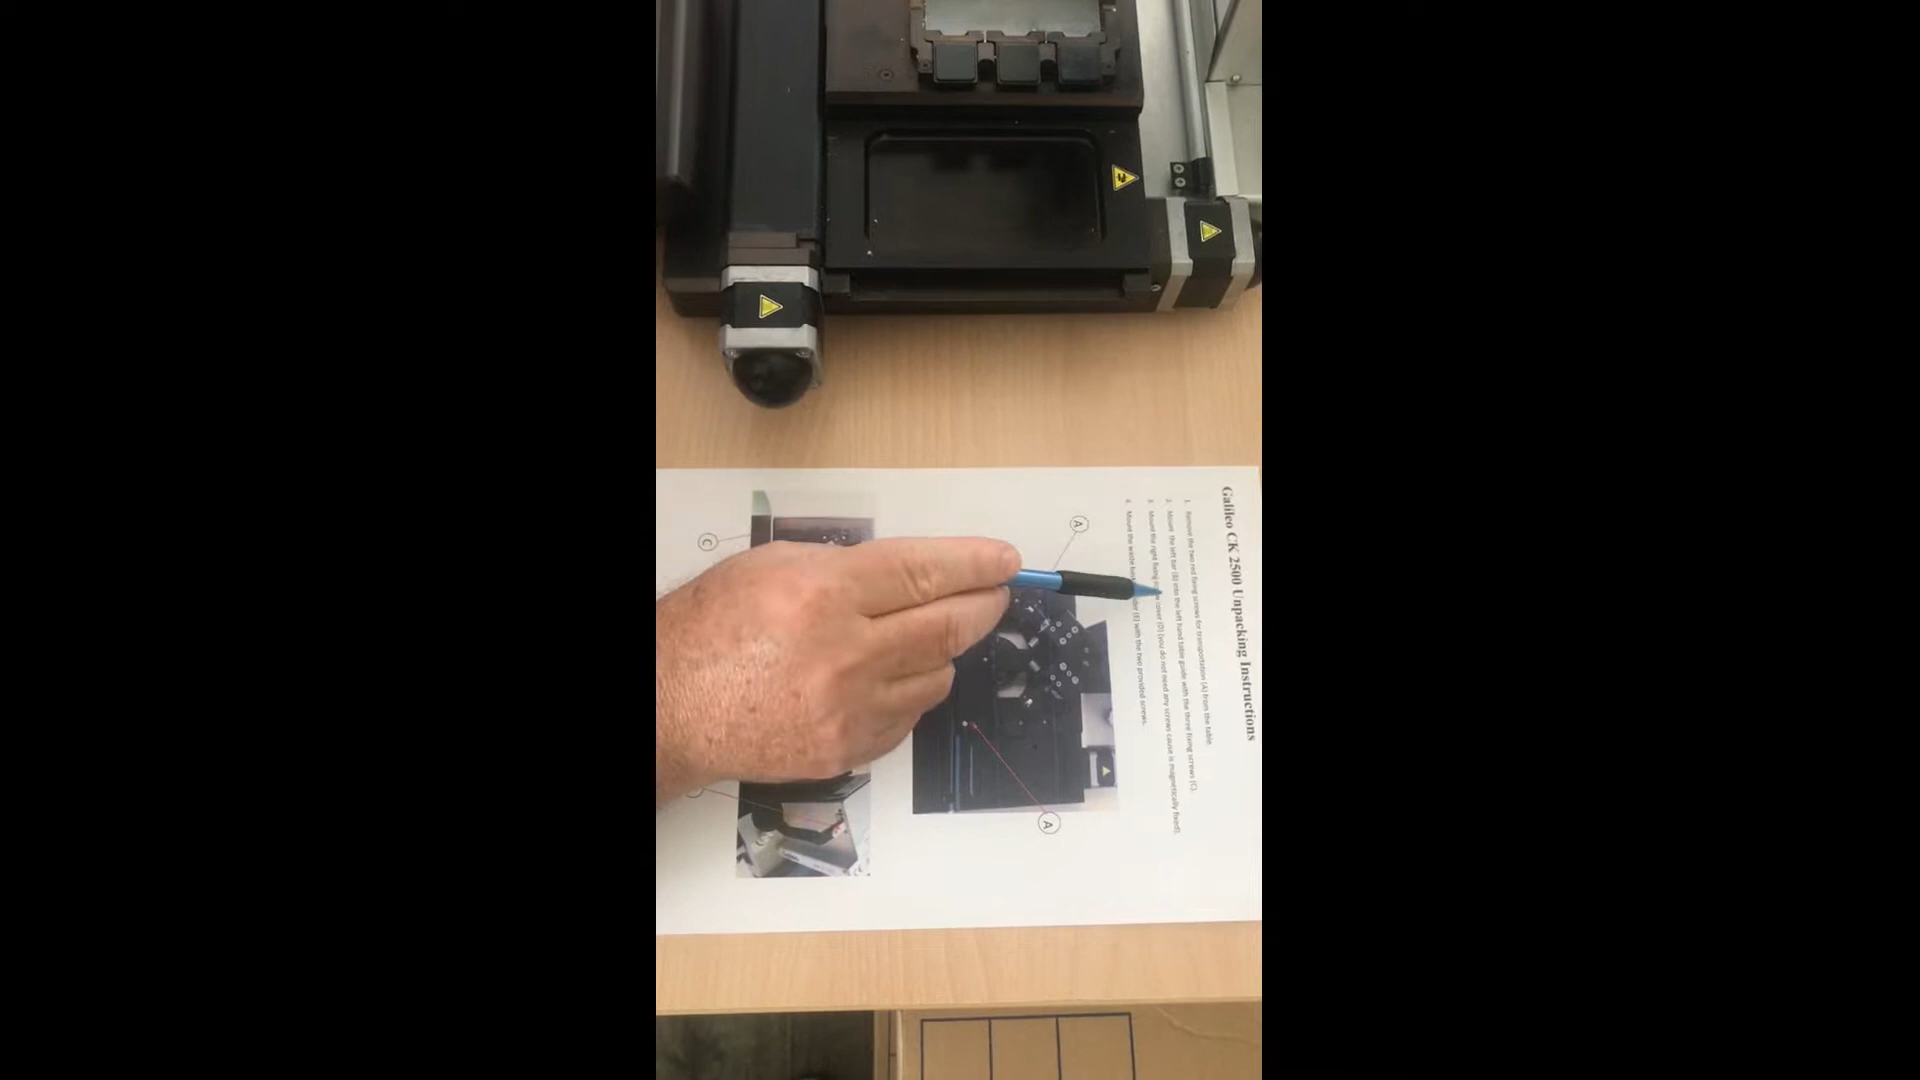 Galileo CK 2500 Unpacking Instructions
1. Remove the two red fixing screws for transportation (A) from the table.
2. Mount the left bar (B) into the left hand table guide with the three fixing screws (C).
3. Mount the right fixing cover (D) (you do not need any screws cause is magnetically fixed).
4. Mount the waste (E) with the two provided screws.
A
A
C